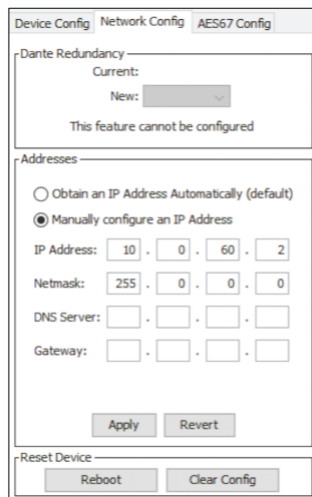 Device Config Network Config AES67 Config
Dante Redundancy
Current:
New:
This feature cannot be configured
Addresses
Obtain an IP Address Automatically (default)
Manually configure an IP Address
IP Address: 10 . 0 . 60 . 2
Netmask: 255 . 0 . 0 . 0
DNS Server: . . .
Gateway: . . .
Apply Revert
Reset Device
Reboot Clear Config